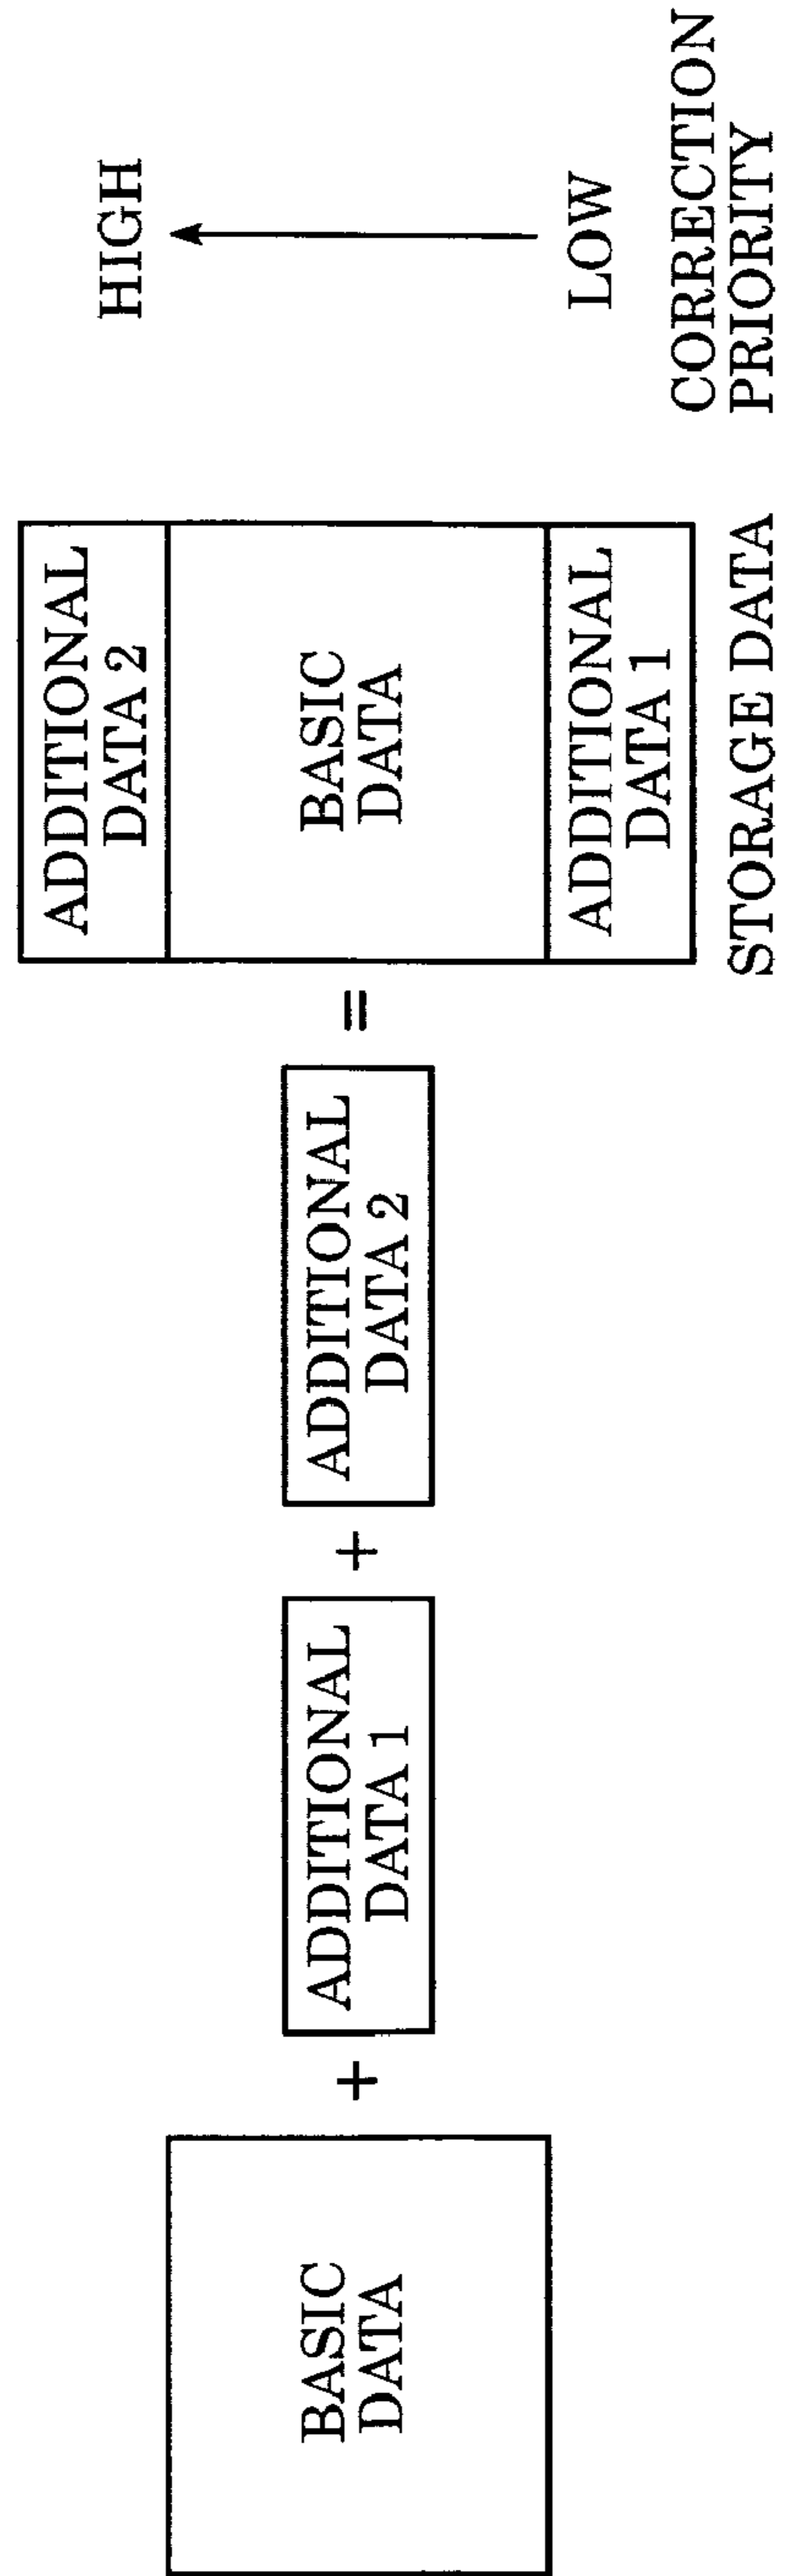 BASIC
DATA
+
ADDITIONAL
DATA 1
+
ADDITIONAL
DATA 2
=
ADDITIONAL
DATA 2
BASIC
DATA
ADDITIONAL
DATA 1
STORAGE DATA
HIGH
LOW
CORRECTION
PRIORITY